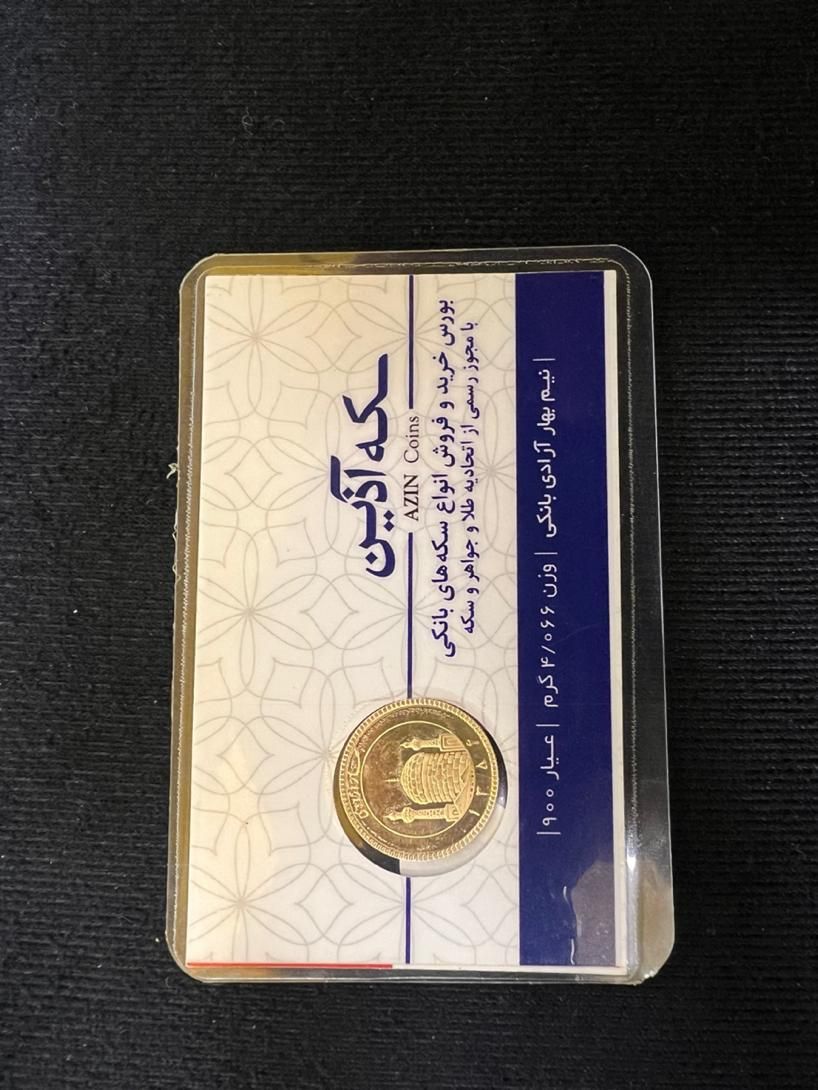 سکه آذین
AZIN Coins
بورس خرید و فروش انواع سکه‌های بانکی
با مجوز رسمی از اتحادیه طلا و جواهر و سکه
| نیم بهار آزادی بانکی | وزن ۴/۰۶۶ گرم | عیار ۹۰۰ |